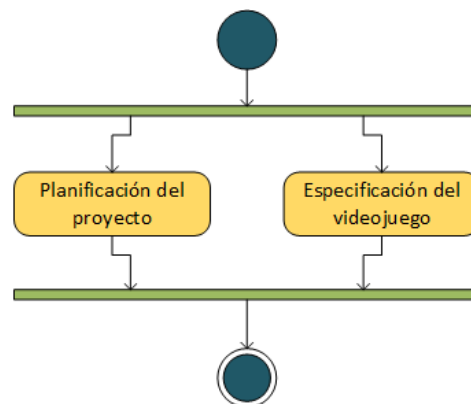 Planificación del
proyecto
Especificación del
videojuego